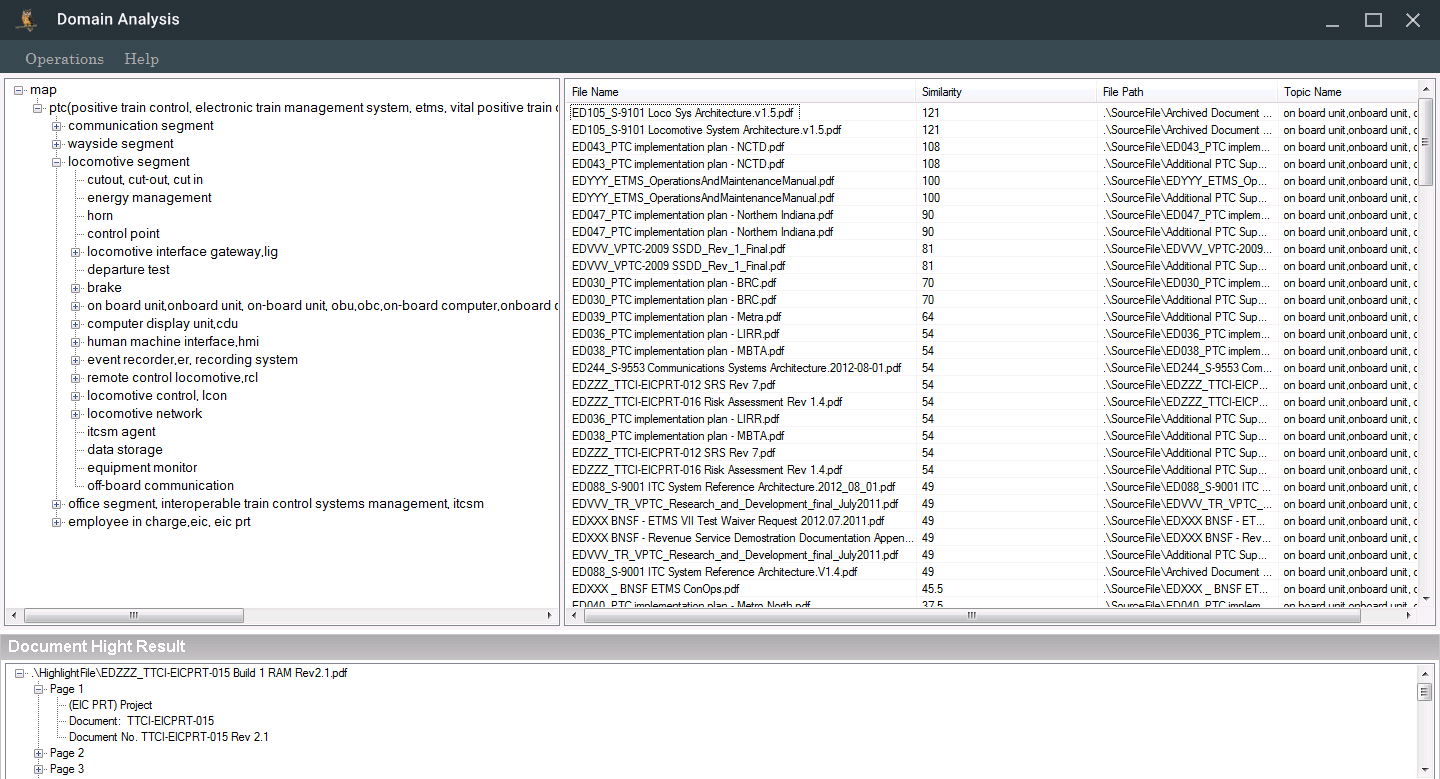 Domain Analysis
Operations Help
map
ptc(positive train control, electronic train management system, etms, vital positive train
communication segment
wayside segment
locomotive segment
cutout, cut-out, cut in
energy management
horn
control point
locomotive interface gateway,lig
departure test
brake
on board unit,onboard unit, on-board unit, obu,obc,on-board computer,onboard
computer display unit,cdu
human machine interface,hmi
event recorder,er, recording system
remote control locomotive,rcl
locomotive control, lcon
locomotive network
itcsm agent
data storage
equipment monitor
off-board communication
office segment, interoperable train control systems management, itcsm
employee in charge,eic, eic prt
File Name Similarity File Path Topic Name
ED105_S-9101 Loco Sys Architecture.v1.5.pdf 121 .\SourceFile\Archived Document ... on board unit,onboard unit,
ED105_S-9101 Locomotive System Architecture.v1.5.pdf 121 .\SourceFile\Archived Document ... on board unit,onboard unit,
ED043_PTC implementation plan - NCTD.pdf 108 .\SourceFile\ED043_PTC implem... on board unit,onboard unit,
ED043_PTC implementation plan - NCTD.pdf 108 .\SourceFile\Additional PTC Sup... on board unit,onboard unit,
EDYYY_ETMS_OperationsAndMaintenanceManual.pdf 100 .\SourceFile\EDYYY_ETMS_Op... on board unit,onboard unit,
EDYYY_ETMS_OperationsAndMaintenanceManual.pdf 100 .\SourceFile\Additional PTC Sup... on board unit,onboard unit,
ED047_PTC implementation plan - Northern Indiana.pdf 90 .\SourceFile\ED047_PTC implem... on board unit,onboard unit,
ED047_PTC implementation plan - Northern Indiana.pdf 90 .\SourceFile\Additional PTC Sup... on board unit,onboard unit,
EDVVV_VPTC-2009 SSDD_Rev_1_Final.pdf 81 .\SourceFile\EDVVV_VPTC-2009... on board unit,onboard unit,
EDVVV_VPTC-2009 SSDD_Rev_1_Final.pdf 81 .\SourceFile\Additional PTC Sup... on board unit,onboard unit,
ED030_PTC implementation plan - BRC.pdf 70 .\SourceFile\ED030_PTC implem... on board unit,onboard unit,
ED030_PTC implementation plan - BRC.pdf 70 .\SourceFile\Additional PTC Sup... on board unit,onboard unit,
ED039_PTC implementation plan - Metra.pdf 64 .\SourceFile\Additional PTC Sup... on board unit,onboard unit,
ED036_PTC implementation plan - LIRR.pdf 54 .\SourceFile\ED036_PTC implem... on board unit,onboard unit,
ED038_PTC implementation plan - MBTA.pdf 54 .\SourceFile\ED038_PTC implem... on board unit,onboard unit,
ED244_S-9553 Communications Systems Architecture.2012-08-01.pdf 54 .\SourceFile\ED244_S-9553 Com... on board unit,onboard unit,
EDZZZ_TTCI-EICPRT-012 SRS Rev 7.pdf 54 .\SourceFile\EDZZZ_TTCI-EICP... on board unit,onboard unit,
EDZZZ_TTCI-EICPRT-016 Risk Assessment Rev 1.4.pdf 54 .\SourceFile\EDZZZ_TTCI-EICP... on board unit,onboard unit,
ED036_PTC implementation plan - LIRR.pdf 54 .\SourceFile\Additional PTC Sup... on board unit,onboard unit,
ED038_PTC implementation plan - MBTA.pdf 54 .\SourceFile\Additional PTC Sup... on board unit,onboard unit,
EDZZZ_TTCI-EICPRT-012 SRS Rev 7.pdf 54 .\SourceFile\Additional PTC Sup... on board unit,onboard unit,
EDZZZ_TTCI-EICPRT-016 Risk Assessment Rev 1.4.pdf 54 .\SourceFile\Additional PTC Sup... on board unit,onboard unit,
ED088_S-9001 ITC System Reference Architecture.2012_08_01.pdf 49 .\SourceFile\ED088_S-9001 ITC ... on board unit,onboard unit,
EDVVV_TR_VPTC_Research_and_Development_final_July2011.pdf 49 .\SourceFile\EDVVV_TR_VPTC_... on board unit,onboard unit,
EDXXX BNSF - ETMS VII Test Waiver Request 2012.07.2011.pdf 49 .\SourceFile\EDXXX BNSF - ET... on board unit,onboard unit,
EDXXX BNSF - Revenue Service Demostration Documentation Appen... 49 .\SourceFile\EDXXX BNSF - Rev... on board unit,onboard unit,
EDVVV_TR_VPTC_Research_and_Development_final_July2011.pdf 49 .\SourceFile\Additional PTC Sup... on board unit,onboard unit,
ED088_S-9001 ITC System Reference Architecture.V1.4.pdf 49 .\SourceFile\Archived Document ... on board unit,onboard unit,
EDXXX _ BNSF ETMS ConOps.pdf 45.5 .\SourceFile\EDXXX _ BNSF ET... on board unit,onboard unit,
ED040_PTC implementation plan - Metro North.pdf 37.5 .\SourceFile\ED040_PTC implem... on board unit,onboard unit,
Document Hight Result
.\HighlightFile\EDZZZ_TTCI-EICPRT-015 Build 1 RAM Rev2.1.pdf
Page 1
(EIC PRT) Project
Document: TTCI-EICPRT-015
Document No. TTCI-EICPRT-015 Rev 2.1
Page 2
Page 3